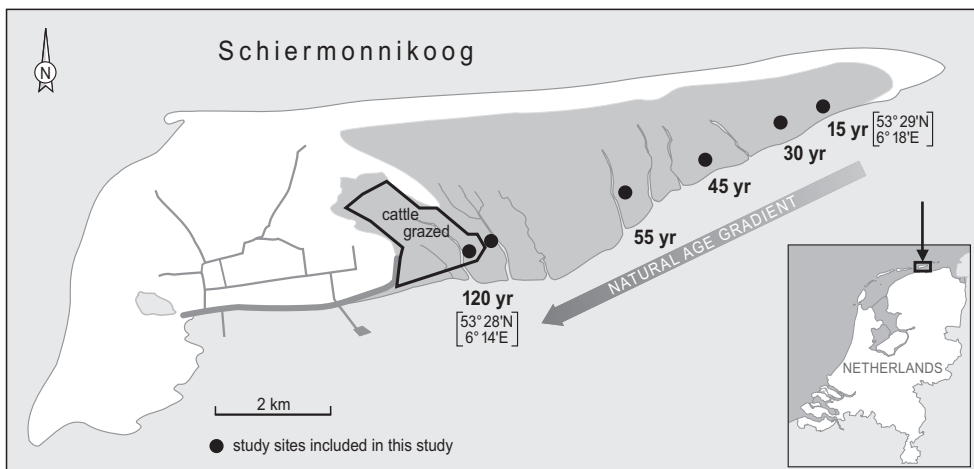 Schiermonnikoog
N
15 yr [53° 29'N
6° 18'E]
30 yr
45 yr
55 yr
NATURAL AGE GRADIENT
cattle
grazed
120 yr
[53° 28'N
6° 14'E]
NETHERLANDS
2 km
study sites included in this study